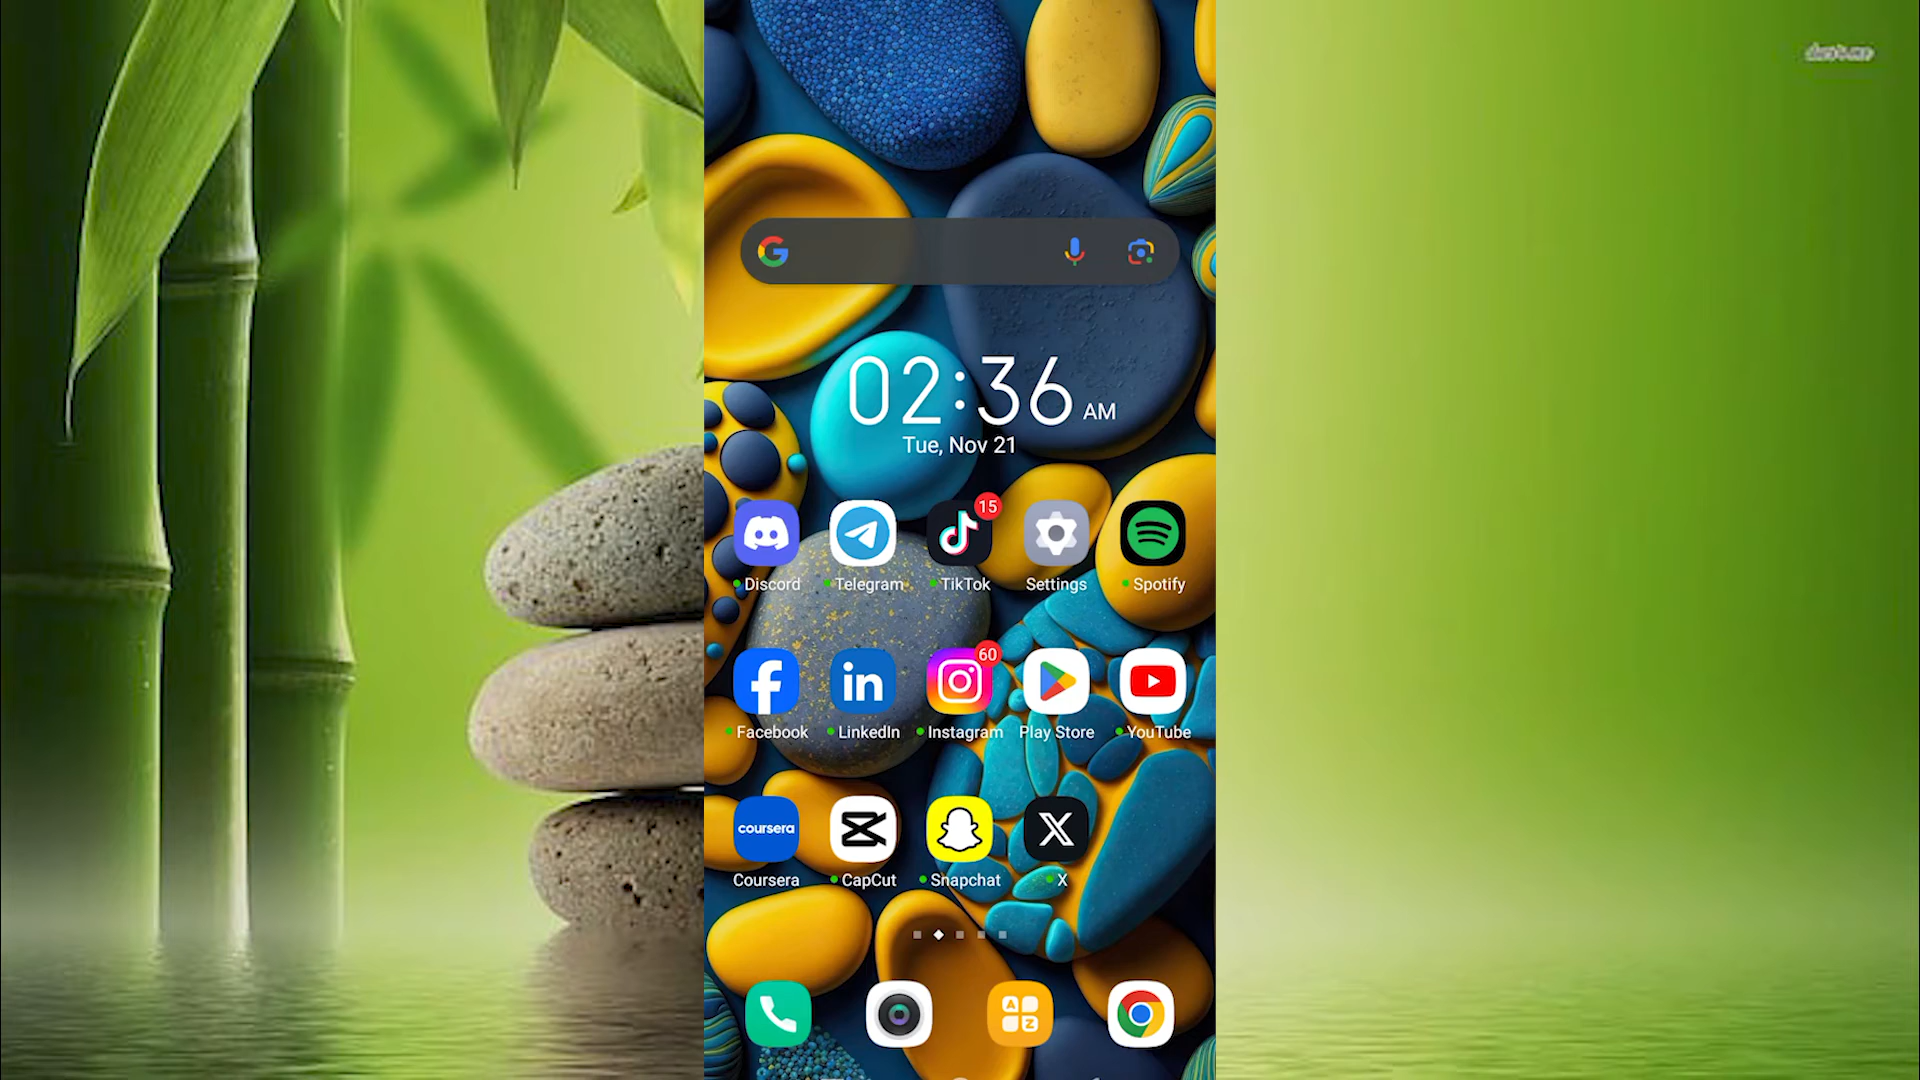 02:36 AM
Tue, Nov 21
15
Discord
Telegram
TikTok
Settings
Spotify
60
in
Facebook
LinkedIn
Instagram
Play Store
YouTube
coursera
Coursera
CapCut
Snapchat
X
A
Z